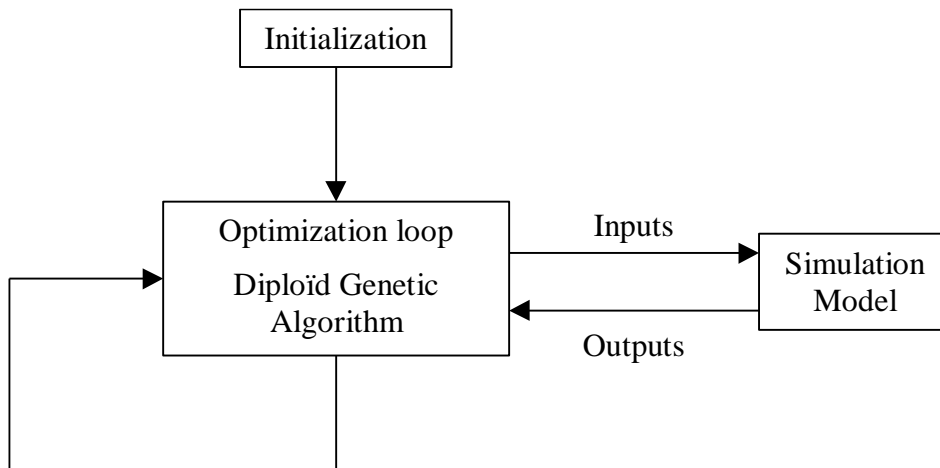 Initialization
Optimization loop
Diploïd Genetic
Algorithm
Inputs
Outputs
Simulation
Model